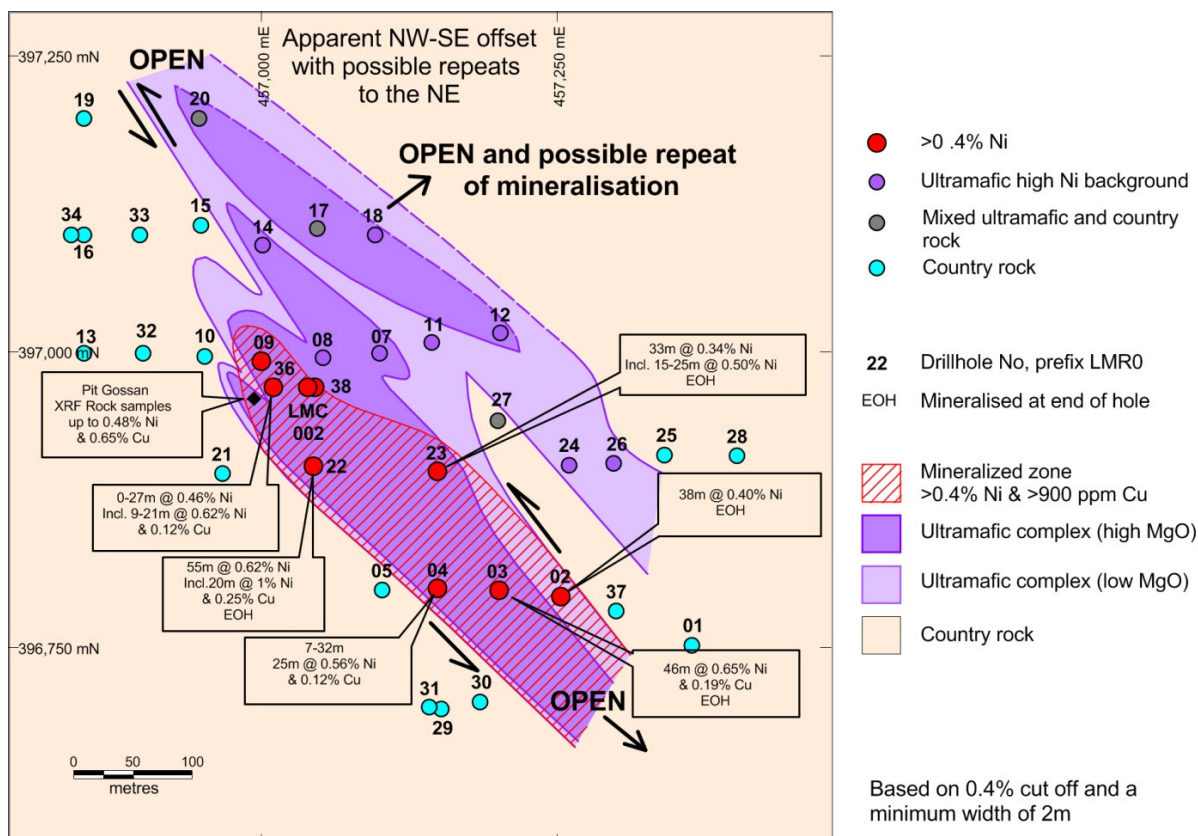 397,250 mN
397,000 mN
396,750 mN
457,000 mE
457,250 mE
OPEN
Apparent NW-SE offset
with possible repeats
to the NE
19
20
OPEN and possible repeat
of mineralisation
34
16
33
15
14
17
18
13
32
10
09
08
07
11
12
36
38
LMC
002
27
Pit Gossan
XRF Rock samples
up to 0.48% Ni
& 0.65% Cu
33m @ 0.34% Ni
Incl. 15-25m @ 0.50% Ni
EOH
21
22
23
24
26
25
28
0-27m @ 0.46% Ni
Incl. 9-21m @ 0.62% Ni
& 0.12% Cu
38m @ 0.40% Ni
EOH
55m @ 0.62% Ni
Incl.20m @ 1% Ni
& 0.25% Cu
EOH
05
04
03
02
37
01
7-32m
25m @ 0.56% Ni
& 0.12% Cu
46m @ 0.65% Ni
& 0.19% Cu
EOH
31
29
30
OPEN
0 50 100
metres
>0 .4% Ni
Ultramafic high Ni background
Mixed ultramafic and country
rock
Country rock
22 Drillhole No, prefix LMR0
EOH Mineralised at end of hole
Mineralized zone
>0.4% Ni & >900 ppm Cu
Ultramafic complex (high MgO)
Ultramafic complex (low MgO)
Country rock
Based on 0.4% cut off and a
minimum width of 2m